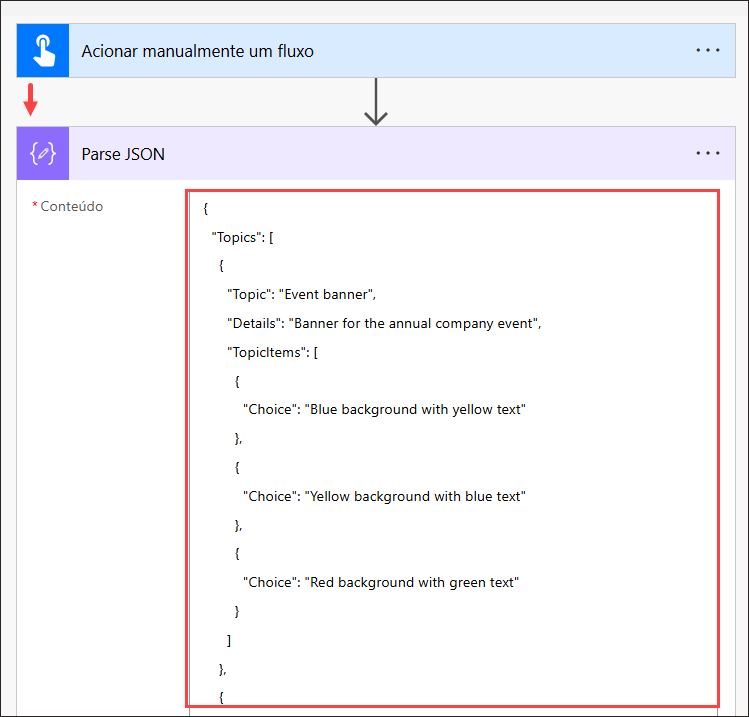 Acionar manualmente um fluxo
Parse JSON
* Conteúdo
{
"Topics": [
{
"Topic": "Event banner",
"Details": "Banner for the annual company event",
"TopicItems": [
{
"Choice": "Blue background with yellow text"
},
{
"Choice": "Yellow background with blue text"
},
{
"Choice": "Red background with green text"
}
]
},
{